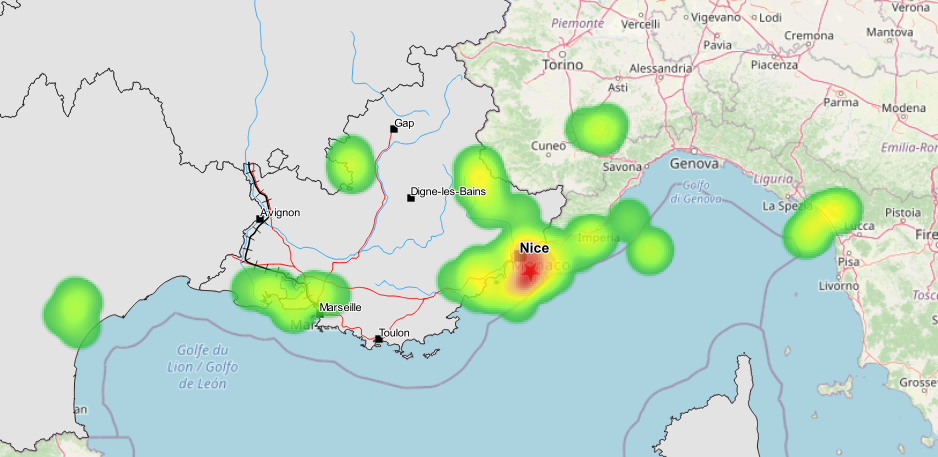 Piemonte
Vercelli
Vigevano
Lodi
Verona
Cremona
Mantova
Pavia
Torino
Alessandria
Piacenza
Asti
Parma
Modena
Gap
Cuneo
Emilia-Ro
Savona
Genova
Golfo
di Genova
Liguria
Digne-les-Bains
La Spezia
Pistoia
Avignon
Lucca
Imperia
Nice
Monaco
Pisa
Livorno
Marseille
Toulon
Golfe du
Lion / Golfo
de León
Grosse
an